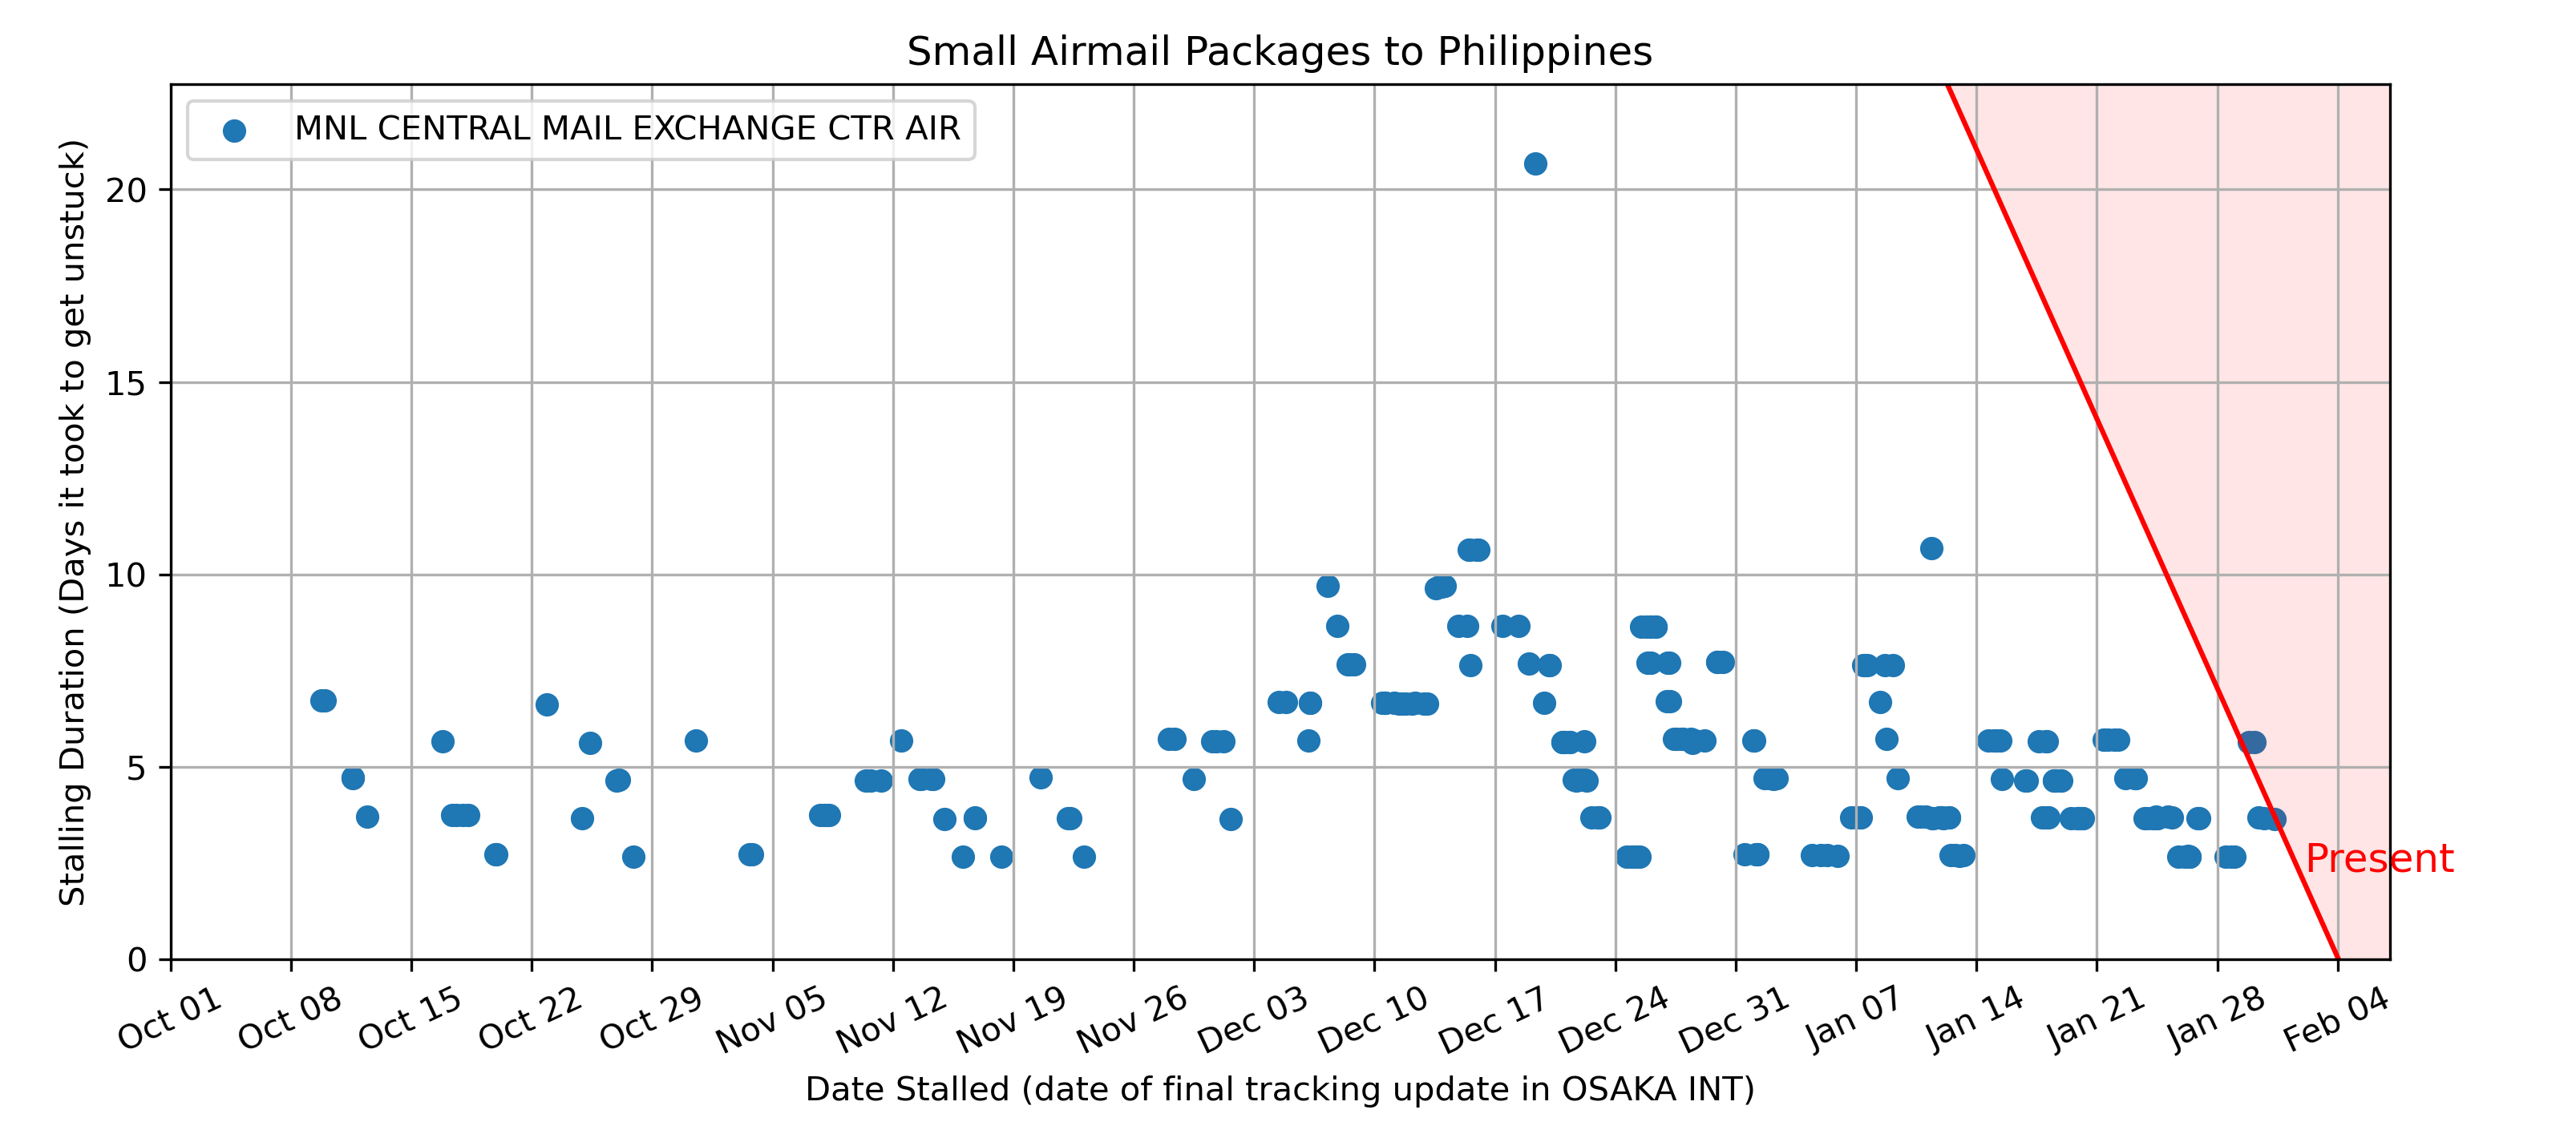 Small Airmail Packages to Philippines
MNL CENTRAL MAIL EXCHANGE CTR AIR
Stalling Duration (Days it took to get unstuck)
20
15
10
5
0
Present
Oct 01
Oct 08
Oct 15
Oct 22
Oct 29
Nov 05
Nov 12
Nov 19
Nov 26
Dec 03
Dec 10
Dec 17
Dec 24
Dec 31
Jan 07
Jan 14
Jan 21
Jan 28
Feb 04
Date Stalled (date of final tracking update in OSAKA INT)